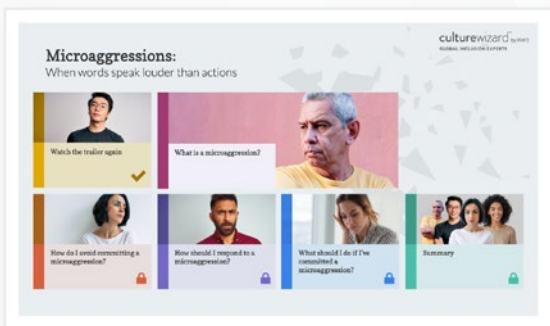 culturewizard
GLOBAL INCLUSION EXPERTS
Microaggressions:
When words speak louder than actions
Watch the trailer again
What is a microaggression?
How do I avoid committing a
microaggression?
How should I respond to a
microaggression?
What should I do if I've
committed a
microaggression?
Summary